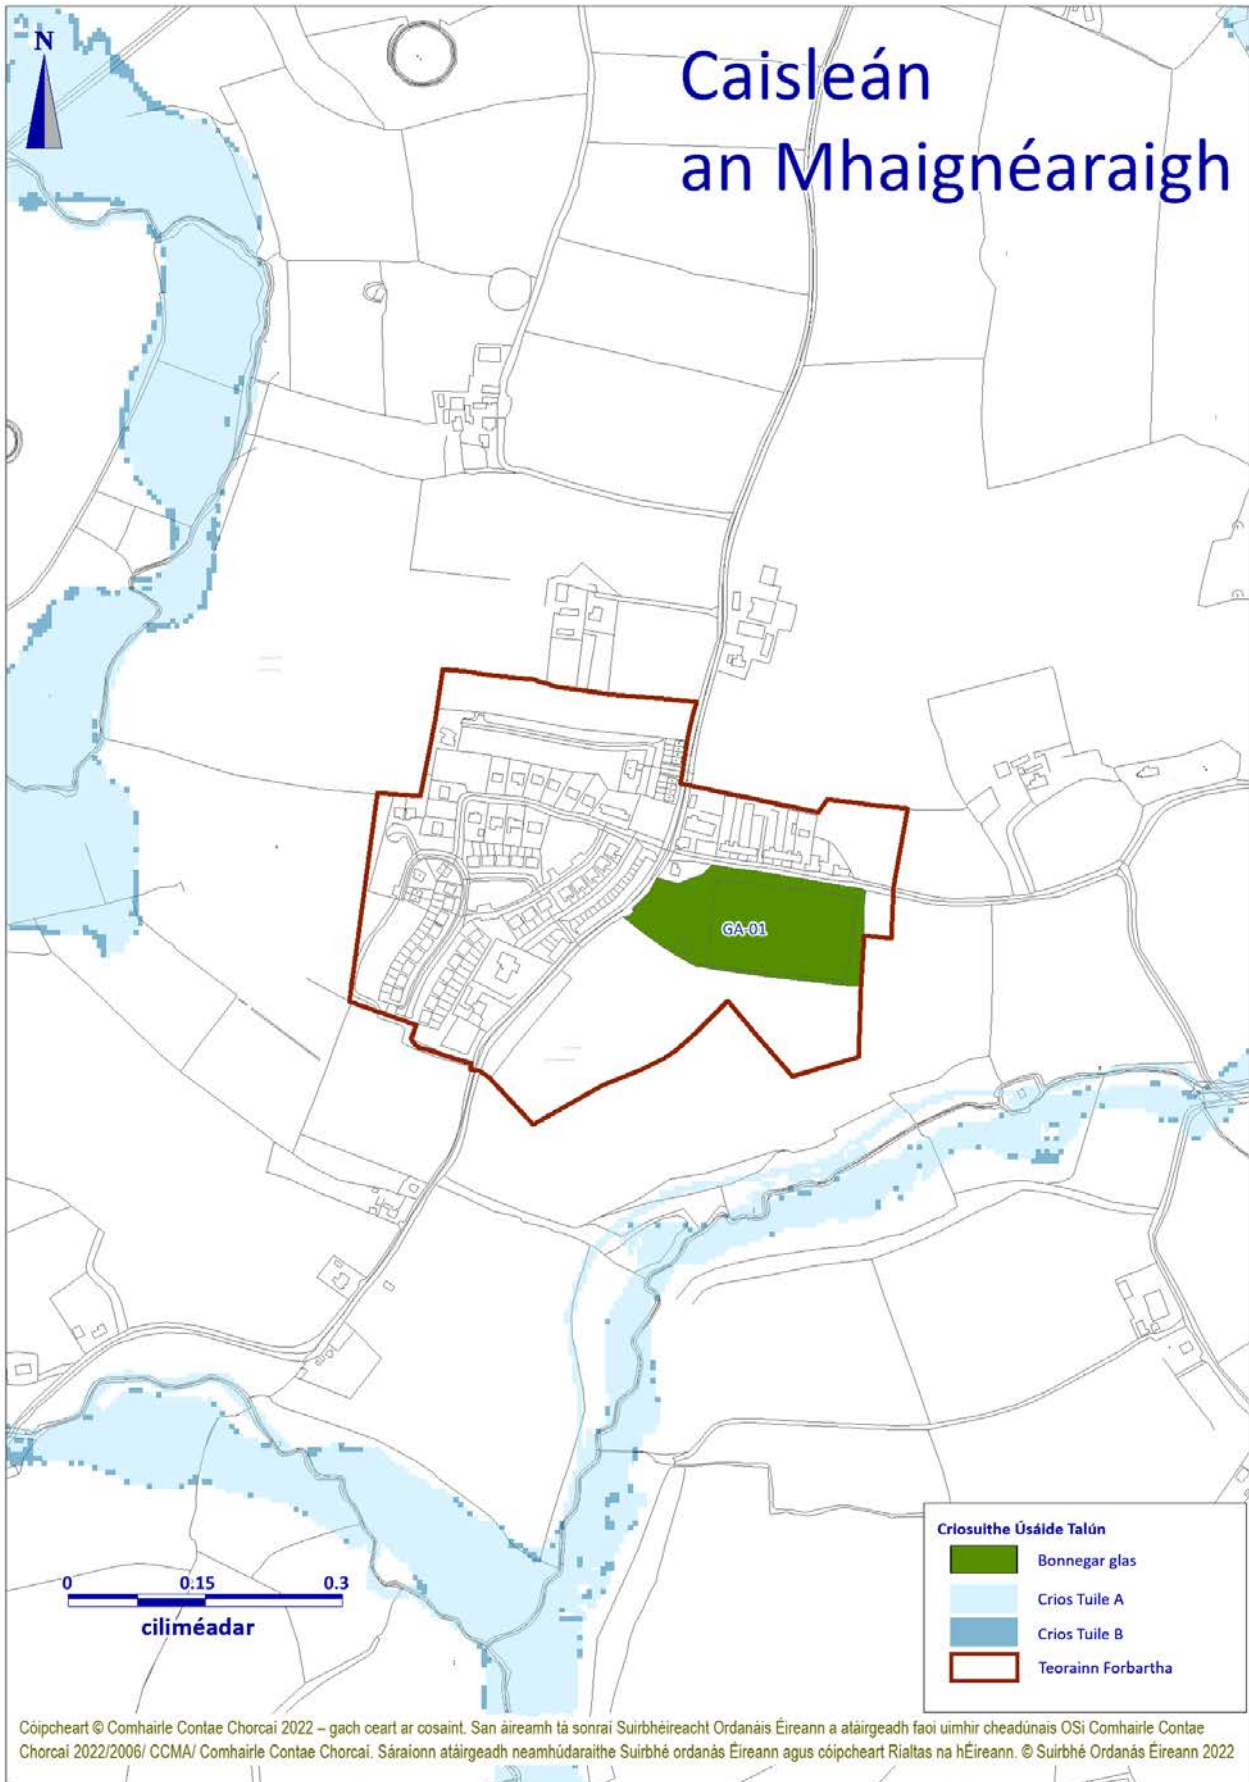 N
Caisleán
an Mhaignéaraigh
GA-01
Criosuithe Úsáide Talún
Bonnegar glas
Crios Tuile A
Crios Tuile B
Teorainn Forbartha
0 0.15 0.3
ciliméadar
Cóipcheart © Comhairle Contae Chorcaí 2022 – gach ceart ar cosaint. San áireamh tá sonraí Suirbhéireacht Ordanáis Éireann a atáirgeadh faoi uimhir cheadúnais OSi Comhairle Contae
Chorcaí 2022/2006/ CCMA/ Comhairle Contae Chorcaí. Sáraíonn atáirgeadh neamhúdaraithe Suirbhé ordanás Éireann agus cóipcheart Rialtas na hÉireann. © Suirbhé Ordanás Éireann 2022